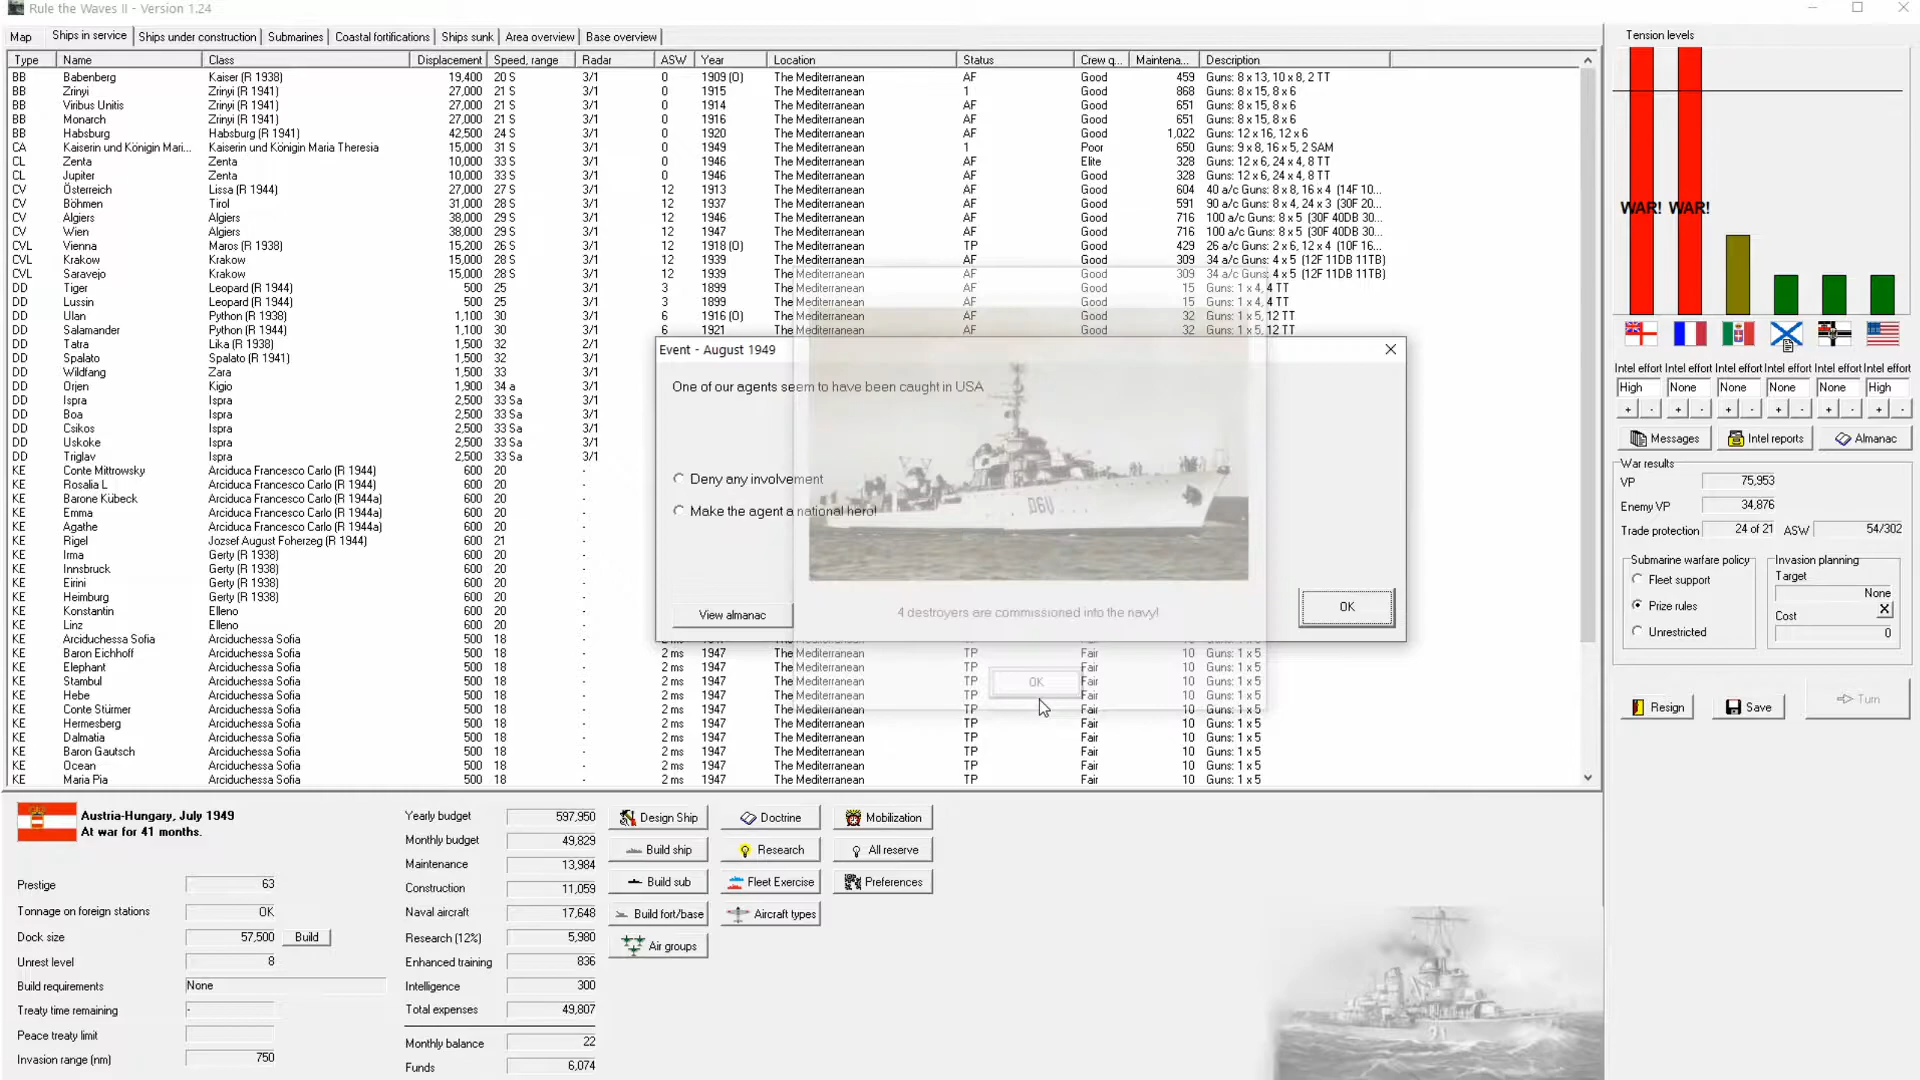 Rule the Waves II - Version 1.24
Map Ships in service Ships under construction Submarines Coastal fortifications Ships sunk Area overview Base overview
Type Name Class Displacement Speed, range Radar ASW Year Location Status Crew q... Maintena... Description
BB Babenberg Kaiser (R 1938) 19,400 20 S 3/1 0 1909 (O) The Mediterranean AF Good 459 Guns: 8 x 13, 10 x 8, 2 TT
BB Zrinyi Zrinyi (R 1941) 27,000 21 S 3/1 0 1915 The Mediterranean 1 Good 868 Guns: 8 x 15, 8 x 6
BB Viribus Unitis Zrinyi (R 1941) 27,000 21 S 3/1 0 1914 The Mediterranean AF Good 651 Guns: 8 x 15, 8 x 6
BB Monarch Zrinyi (R 1941) 27,000 21 S 3/1 0 1916 The Mediterranean AF Good 651 Guns: 8 x 15, 8 x 6
BB Habsburg Habsburg (R 1941) 42,500 24 S 3/1 0 1920 The Mediterranean AF Good 1,022 Guns: 12 x 16, 12 x 6
CA Kaiserin und Königin Mari... Kaiserin und Königin Maria Theresia 15,000 31 S 3/1 0 1949 The Mediterranean 1 Poor 650 Guns: 9 x 8, 16 x 5, 2 SAM
CL Zenta Zenta 10,000 33 S 3/1 0 1946 The Mediterranean AF Elite 328 Guns: 12 x 6, 24 x 4, 8 TT
CL Jupiter Zenta 10,000 33 S 3/1 0 1946 The Mediterranean AF Good 328 Guns: 12 x 6, 24 x 4, 8 TT
CV Österreich Lissa (R 1944) 27,000 27 S 3/1 12 1913 The Mediterranean AF Good 604 40 a/c Guns: 8 x 8, 16 x 4 (14F 10...
CV Böhmen Tirol 31,000 28 S 3/1 12 1937 The Mediterranean AF Good 591 90 a/c Guns: 8 x 4, 24 x 3 (30F 20...
CV Algiers Algiers 38,000 29 S 3/1 12 1946 The Mediterranean AF Good 716 100 a/c Guns: 8 x 5 (30F 40DB 30...
CV Wien Algiers 38,000 29 S 3/1 12 1947 The Mediterranean AF Good 716 100 a/c Guns: 8 x 5 (30F 40DB 30...
CVL Vienna Maros (R 1938) 15,200 26 S 3/1 12 1918 (O) The Mediterranean TP Good 429 26 a/c Guns: 2 x 6, 12 x 4 (10F 16...
CVL Krakow Krakow 15,000 28 S 3/1 12 1939 The Mediterranean AF Good 309 34 a/c Guns: 4 x 5 (12F 11DB 11TB)
CVL Saravejo Krakow 15,000 28 S 3/1 12 1939 The Mediterranean AF Good 309 34 a/c Guns: 4 x 5 (12F 11DB 11TB)
DD Tiger Leopard (R 1944) 500 25 3 1899 The Mediterranean AF Good 15 Guns: 1 x 4, 4 TT
DD Lussin Leopard (R 1944) 500 25 3 1899 The Mediterranean AF Good 15 Guns: 1 x 4, 4 TT
DD Ulan Python (R 1938) 1,100 30 3/1 6 1916 (O) The Mediterranean AF Good 32 Guns: 1 x 5, 12 TT
DD Salamander Python (R 1944) 1,100 30 3/1 6 1921 The Mediterranean AF Good 32 Guns: 1 x 5, 12 TT
DD Tatra Lika (R 1938) 1,500 32 2/1
DD Spalato Spalato (R 1941) 1,500 32 3/1
DD Wildfang Zara 1,500 33 3/1
DD Orjen Kigio 1,900 34 a 3/1
DD Ispra Ispra 2,500 33 Sa 3/1
DD Boa Ispra 2,500 33 Sa 3/1
DD Csikos Ispra 2,500 33 Sa 3/1
DD Uskoke Ispra 2,500 33 Sa 3/1
DD Triglav Ispra 2,500 33 Sa 3/1
KE Conte Mittrowsky Arciduca Francesco Carlo (R 1944) 600 20 -
KE Rosalia L Arciduca Francesco Carlo (R 1944) 600 20 -
KE Barone Kübeck Arciduca Francesco Carlo (R 1944a) 600 20 -
KE Emma Arciduca Francesco Carlo (R 1944a) 600 20 -
KE Agathe Arciduca Francesco Carlo (R 1944a) 600 20 -
KE Rigel Jozsef August Foherzeg (R 1944) 600 21 -
KE Irma Gerty (R 1938) 600 20 -
KE Innsbruck Gerty (R 1938) 600 20 -
KE Eirini Gerty (R 1938) 600 20 -
KE Heimburg Gerty (R 1938) 600 20 -
KE Konstantin Elleno 600 20 -
KE Linz Elleno 600 20 -
KE Arciduchessa Sofia Arciduchessa Sofia 500 18 -
KE Baron Eichhoff Arciduchessa Sofia 500 18 - 2 ms 1947 The Mediterranean TP Fair 10 Guns: 1 x 5
KE Elephant Arciduchessa Sofia 500 18 - 2 ms 1947 The Mediterranean TP Fair 10 Guns: 1 x 5
KE Stambul Arciduchessa Sofia 500 18 - 2 ms 1947 The Mediterranean TP Fair 10 Guns: 1 x 5
KE Hebe Arciduchessa Sofia 500 18 - 2 ms 1947 The Mediterranean TP Fair 10 Guns: 1 x 5
KE Conte Stürmer Arciduchessa Sofia 500 18 - 2 ms 1947 The Mediterranean TP Fair 10 Guns: 1 x 5
KE Hermesberg Arciduchessa Sofia 500 18 - 2 ms 1947 The Mediterranean TP Fair 10 Guns: 1 x 5
KE Dalmatia Arciduchessa Sofia 500 18 - 2 ms 1947 The Mediterranean TP Fair 10 Guns: 1 x 5
KE Baron Gautsch Arciduchessa Sofia 500 18 - 2 ms 1947 The Mediterranean TP Fair 10 Guns: 1 x 5
KE Ocean Arciduchessa Sofia 500 18 - 2 ms 1947 The Mediterranean TP Fair 10 Guns: 1 x 5
KE Maria Pia Arciduchessa Sofia 500 18 - 2 ms 1947 The Mediterranean TP Fair 10 Guns: 1 x 5
Event - August 1949
One of our agents seem to have been caught in USA
Deny any involvement
Make the agent a national hero!
D6U
View almanac
4 destroyers are commissioned into the navy!
OK
OK
Tension levels
WAR! WAR!
Intel effort Intel effort Intel effort Intel effort Intel effort Intel effort
High None None None None High
+ - + - + - + - + - + -
Messages Intel reports Almanac
War results
VP 75,953
Enemy VP 34,876
Trade protection 24 of 21 ASW 54/302
Submarine warfare policy
Fleet support
Prize rules
Unrestricted
Invasion planning
Target
None
Cost X
0
Resign Save Turn
Austria-Hungary, July 1949
At war for 41 months.
Prestige 63
Tonnage on foreign stations OK
Dock size 57,500 Build
Unrest level 8
Build requirements None
Treaty time remaining -
Peace treaty limit
Invasion range (nm) 750
Yearly budget 597,950
Monthly budget 49,829
Maintenance 13,984
Construction 11,059
Naval aircraft 17,648
Research (12%) 5,980
Enhanced training 836
Intelligence 300
Total expenses 49,807
Monthly balance 22
Funds 6,074
Design Ship Doctrine Mobilization
Build ship Research All reserve
Build sub Fleet Exercise Preferences
Build fort/base Aircraft types
Air groups